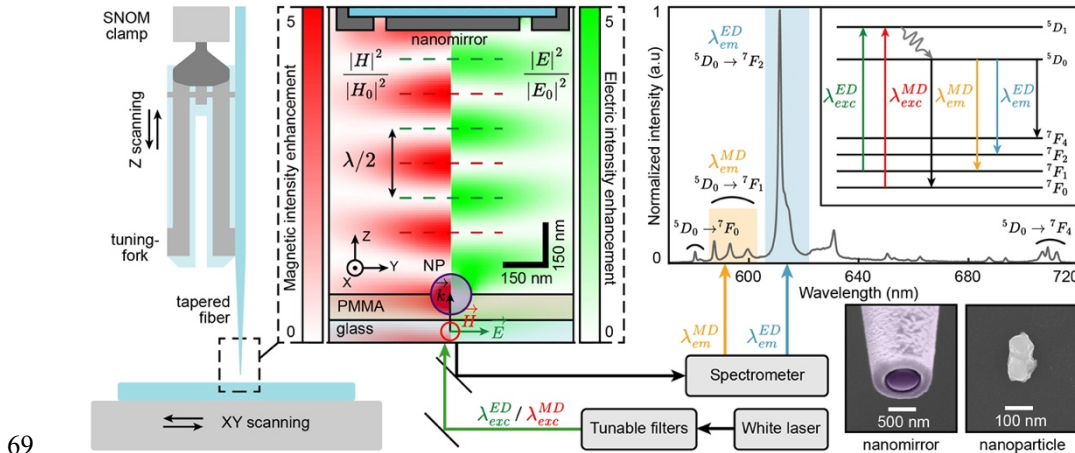 SNOM
clamp
Z scanning
tuning-
fork
tapered
fiber
XY scanning
5
0
Magnetic intensity enhancement
nanomirror
|H|²
|H₀|²
|E|²
|E₀|²
λ/2
Z
Y
X
150 nm
150 nm
NP
k
PMMA
glass
H
E
5
0
Electric intensity enhancement
1
0
Normalized intensity (a.u)
λ_em^ED
⁵D₀ → ⁷F₂
λ_em^MD
⁵D₀ → ⁷F₁
⁵D₀ → ⁷F₀
⁵D₀ → ⁷F₄
600
640
680
720
Wavelength (nm)
⁵D₁
⁵D₀
λ_exc^ED
λ_exc^MD
λ_em^MD
λ_em^ED
⁷F₄
⁷F₂
⁷F₁
⁷F₀
λ_em^MD
λ_em^ED
Spectrometer
λ_exc^ED / λ_exc^MD
Tunable filters
White laser
500 nm
nanomirror
100 nm
nanoparticle
69